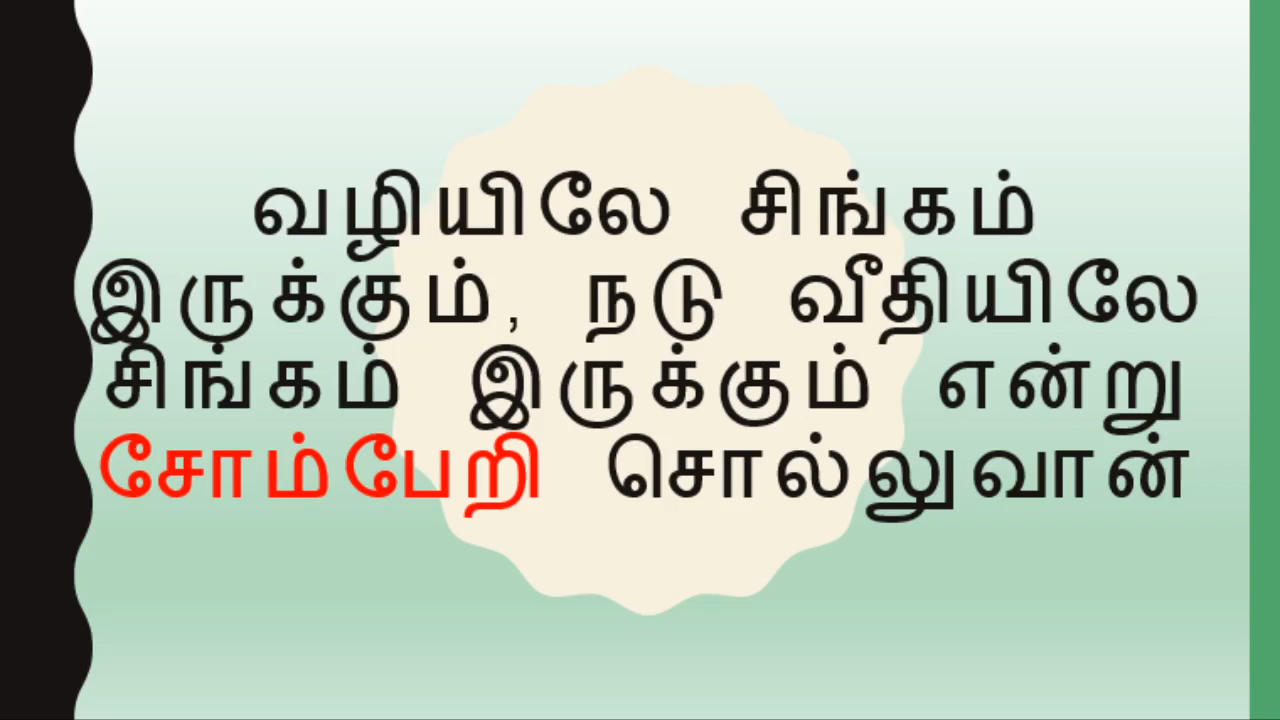 வழியிலே சிங்கம்
இருக்கும், நடு வீதியிலே
சிங்கம் இருக்கும் என்று
சோம்பேறி சொல்லுவான்